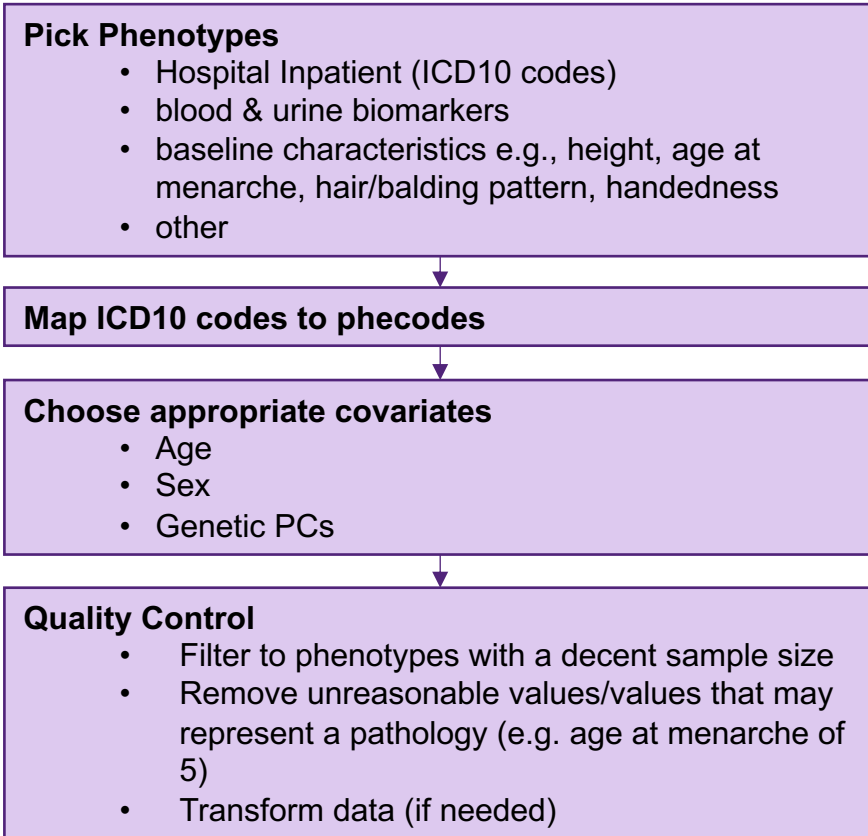 Pick Phenotypes
• Hospital Inpatient (ICD10 codes)
• blood & urine biomarkers
• baseline characteristics e.g., height, age at
menarche, hair/balding pattern, handedness
• other
Map ICD10 codes to phecodes
Choose appropriate covariates
• Age
• Sex
• Genetic PCs
Quality Control
• Filter to phenotypes with a decent sample size
• Remove unreasonable values/values that may
represent a pathology (e.g. age at menarche of
5)
• Transform data (if needed)